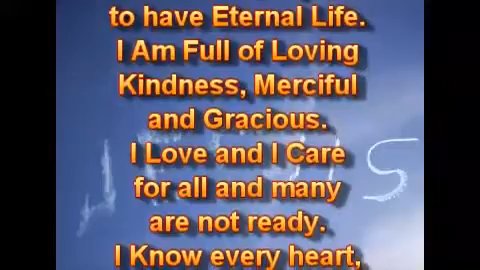 to have Eternal Life.
I Am Full of Loving
Kindness, Merciful
and Gracious.
I Love and I Care
for all and many
are not ready.
I Know every heart,